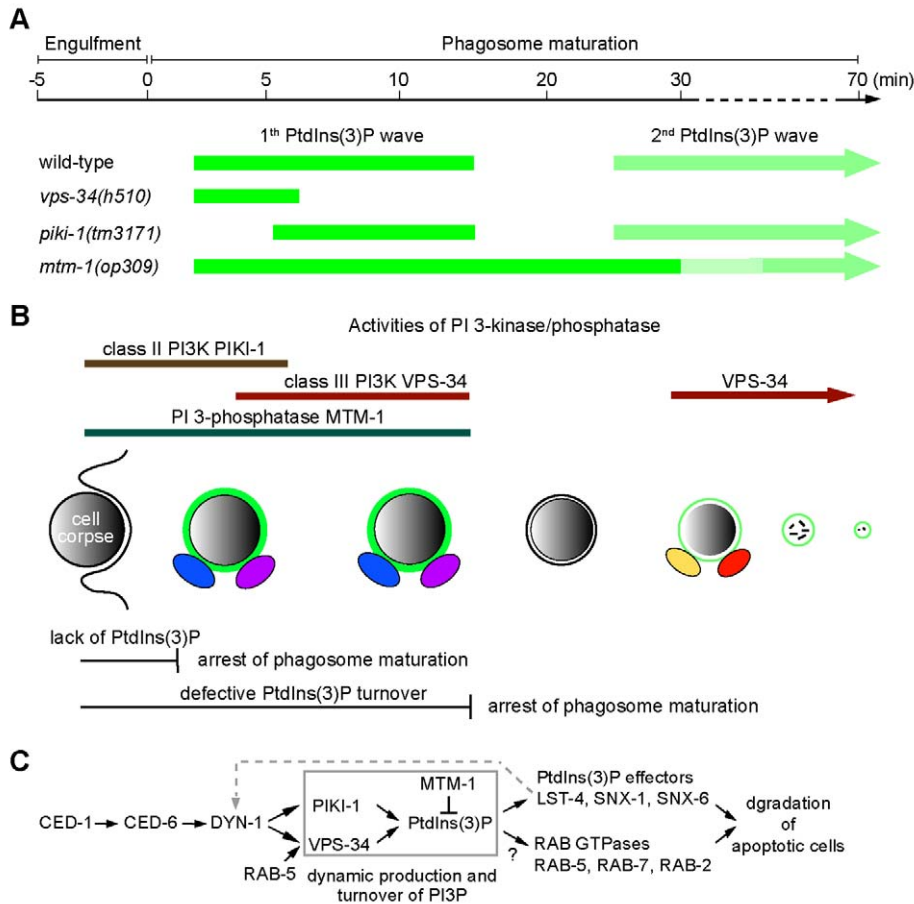 A
Engulfment Phagosome maturation
-5 0 5 10 20 30 70 (min)
1th PtdIns(3)P wave 2nd PtdIns(3)P wave
wild-type
vps-34(h510)
piki-1(tm3171)
mtm-1(op309)
B
Activities of PI 3-kinase/phosphatase
class II PI3K PIKI-1
class III PI3K VPS-34 VPS-34
PI 3-phosphatase MTM-1
cell
corpse
lack of PtdIns(3)P
arrest of phagosome maturation
defective PtdIns(3)P turnover
arrest of phagosome maturation
C
CED-1 CED-6 DYN-1
PIKI-1
VPS-34
RAB-5
MTM-1
PtdIns(3)P
dynamic production and
turnover of PI3P
PtdIns(3)P effectors
LST-4, SNX-1, SNX-6
?
RAB GTPases
RAB-5, RAB-7, RAB-2
dgradation
of
apoptotic cells